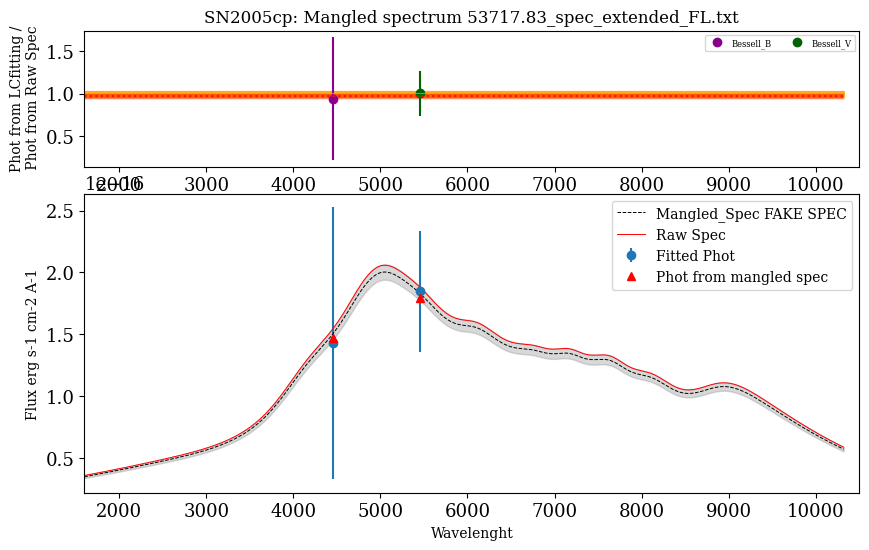 SN2005cp: Mangled spectrum 53717.83_spec_extended_FL.txt
Phot from LCfitting /
Phot from Raw Spec
1.5
1.0
0.5
Bessell_B
Bessell_V
2000 3000 4000 5000 6000 7000 8000 9000 10000
1e−16
Flux erg s-1 cm-2 A-1
2.5
2.0
1.5
1.0
0.5
Mangled_Spec FAKE SPEC
Raw Spec
Fitted Phot
Phot from mangled spec
2000 3000 4000 5000 6000 7000 8000 9000 10000
Wavelenght